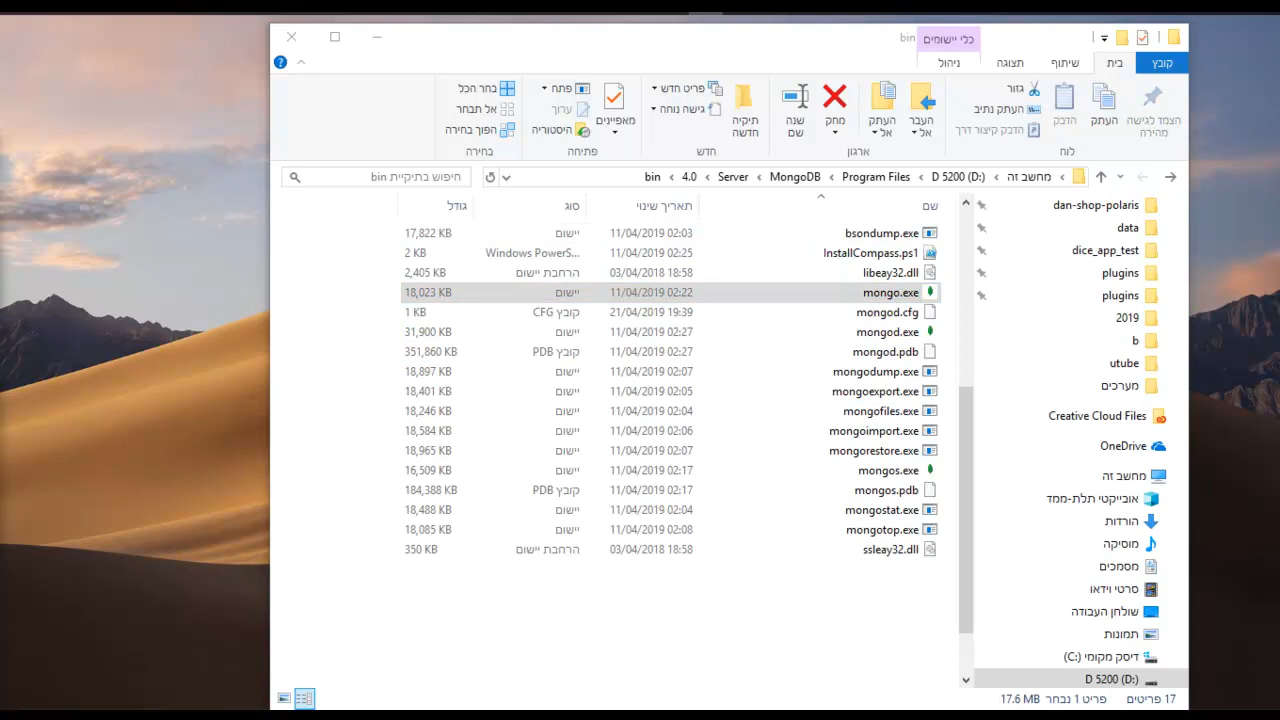 bin
כלי יישומים
קובץ
בית
שיתוף
תצוגה
ניהול
הצמד לגישה מהירה
העתק
הדבק
גזור
העתק נתיב
הדבק קיצור דרך
לוח
העבר אל
העתק אל
מחק
שנה שם
ארגון
תיקיה חדשה
פריט חדש
גישה נוחה
חדש
מאפיינים
פתח
ערוך
היסטוריה
פתיחה
בחר הכל
אל תבחר
הפוך בחירה
בחירה
מחשב זה
D 5200 (D:)
Program Files
MongoDB
Server
4.0
bin
חיפוש בתיקיית bin
שם
תאריך שינוי
סוג
גודל
bsondump.exe 11/04/2019 02:03 יישום 17,822 KB
InstallCompass.ps1 11/04/2019 02:25 Windows PowerS... 2 KB
libeay32.dll 03/04/2018 18:58 הרחבת יישום 2,405 KB
mongo.exe 11/04/2019 02:22 יישום 18,023 KB
mongod.cfg 21/04/2019 19:39 קובץ CFG 1 KB
mongod.exe 11/04/2019 02:27 יישום 31,900 KB
mongod.pdb 11/04/2019 02:27 קובץ PDB 351,860 KB
mongodump.exe 11/04/2019 02:07 יישום 18,897 KB
mongoexport.exe 11/04/2019 02:05 יישום 18,401 KB
mongofiles.exe 11/04/2019 02:04 יישום 18,246 KB
mongoimport.exe 11/04/2019 02:06 יישום 18,584 KB
mongorestore.exe 11/04/2019 02:07 יישום 18,965 KB
mongos.exe 11/04/2019 02:17 יישום 16,509 KB
mongos.pdb 11/04/2019 02:17 קובץ PDB 184,388 KB
mongostat.exe 11/04/2019 02:04 יישום 18,488 KB
mongotop.exe 11/04/2019 02:08 יישום 18,085 KB
ssleay32.dll 03/04/2018 18:58 הרחבת יישום 350 KB
dan-shop-polaris
data
dice_app_test
plugins
plugins
2019
b
utube
מערכים
Creative Cloud Files
OneDrive
מחשב זה
אובייקטי תלת-ממד
הורדות
מוסיקה
מסמכים
סרטי וידאו
שולחן העבודה
תמונות
דיסק מקומי (C:)
D 5200 (D:)
17 פריטים
פריט 1 נבחר 17.6 MB